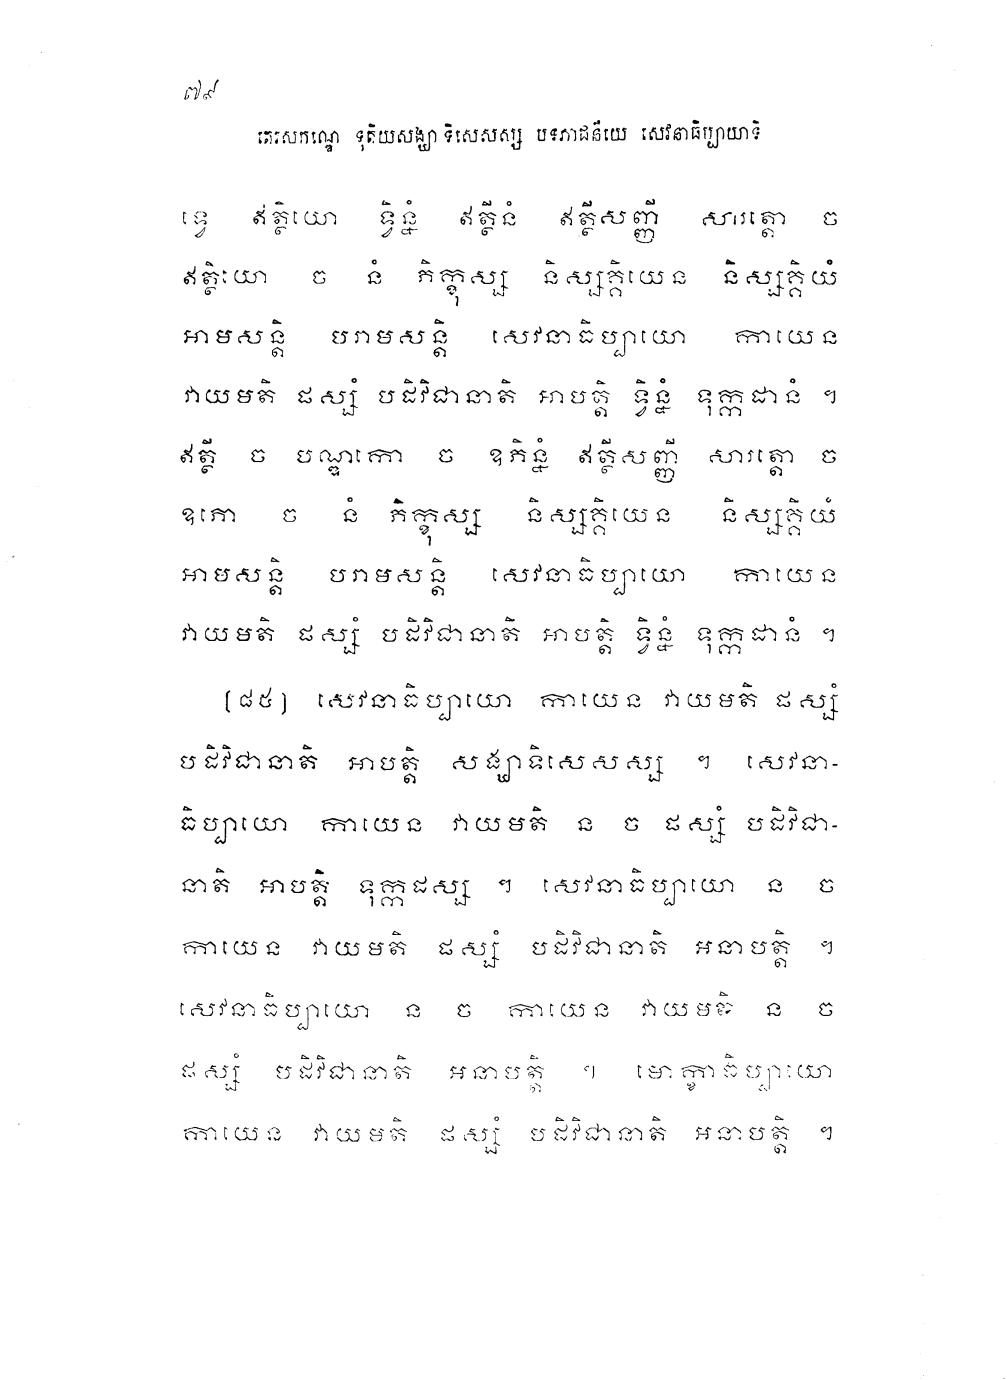 ៧៩
តេរសកណ្ឌេ ទុតិយសង្ឃាទិសេសស្ស បទភាជនីយេ សេវនាធិប្បាយាទិ
ទ្វេ ឥត្ថិយោ ទ្វិន្នំ ឥត្ថីនំ ឥត្ថីសញ្ញី សារត្តោ ច
ឥត្ថិយោ ច នំ ភិក្ខុស្ស និស្សគ្គិយេន និស្សគ្គិយំ
អាមសន្តិ បរាមសន្តិ សេវនាធិប្បាយោ កាយេន
វាយមតិ ផស្សំ បដិវិជានាតិ អាបត្តិ ទ្វិន្នំ ទុក្កដានំ ។
ឥត្ថី ច បណ្ឌកោ ច ឧភិន្នំ ឥត្ថីសញ្ញី សារត្តោ ច
ឧភោ ច នំ ភិក្ខុស្ស និស្សគ្គិយេន និស្សគ្គិយំ
អាមសន្តិ បរាមសន្តិ សេវនាធិប្បាយោ កាយេន
វាយមតិ ផស្សំ បដិវិជានាតិ អាបត្តិ ទ្វិន្នំ ទុក្កដានំ ។
[៨៥] សេវនាធិប្បាយោ កាយេន វាយមតិ ផស្សំ
បដិវិជានាតិ អាបត្តិ សង្ឃាទិសេសស្ស ។ សេវនា-
ធិប្បាយោ កាយេន វាយមតិ ន ច ផស្សំ បដិវិជា-
នាតិ អាបត្តិ ទុក្កដស្ស ។ សេវនាធិប្បាយោ ន ច
កាយេន វាយមតិ ផស្សំ បដិវិជានាតិ អនាបត្តិ ។
សេវនាធិប្បាយោ ន ច កាយេន វាយមតិ ន ច
ផស្សំ បដិវិជានាតិ អនាបត្តិ ។ មោក្ខាធិប្បាយោ
កាយេន វាយមតិ ផស្សំ បដិវិជានាតិ អនាបត្តិ ។